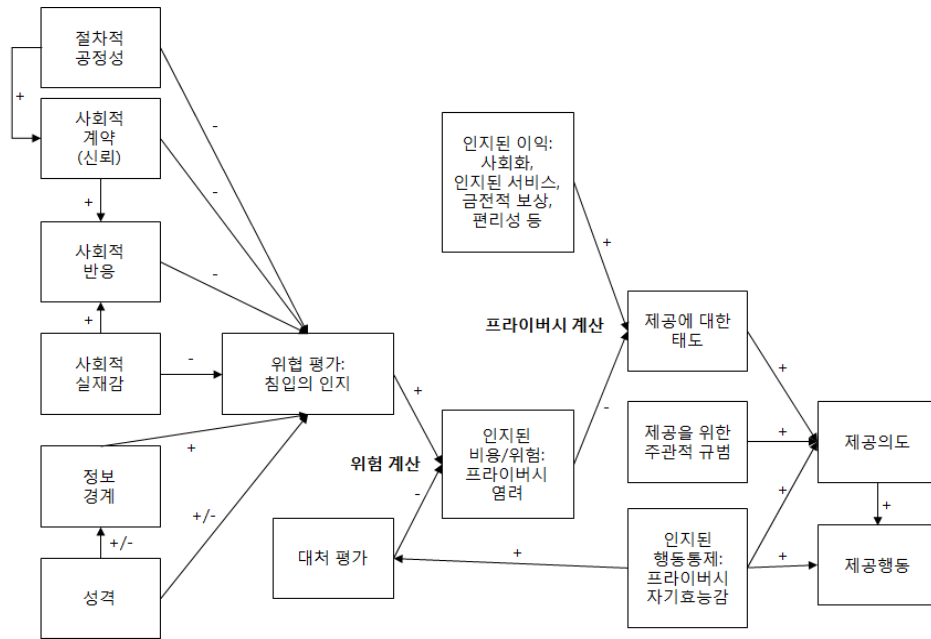 절차적
공정성
+
사회적
계약
(신뢰)
+
사회적
반응
+
사회적
실재감
-
-
-
-
위협 평가:
침입의 인지
정보
경계
+
+/-
+/-
성격
인지된 이익:
사회화,
인지된 서비스,
금전적 보상,
편리성 등
+
프라이버시 계산
제공에 대한
태도
+
-
+
위험 계산
인지된
비용/위험:
프라이버시
염려
-
대처 평가
+
제공을 위한
주관적 규범
+
제공의도
+
+
인지된
행동통제:
프라이버시
자기효능감
+
제공행동